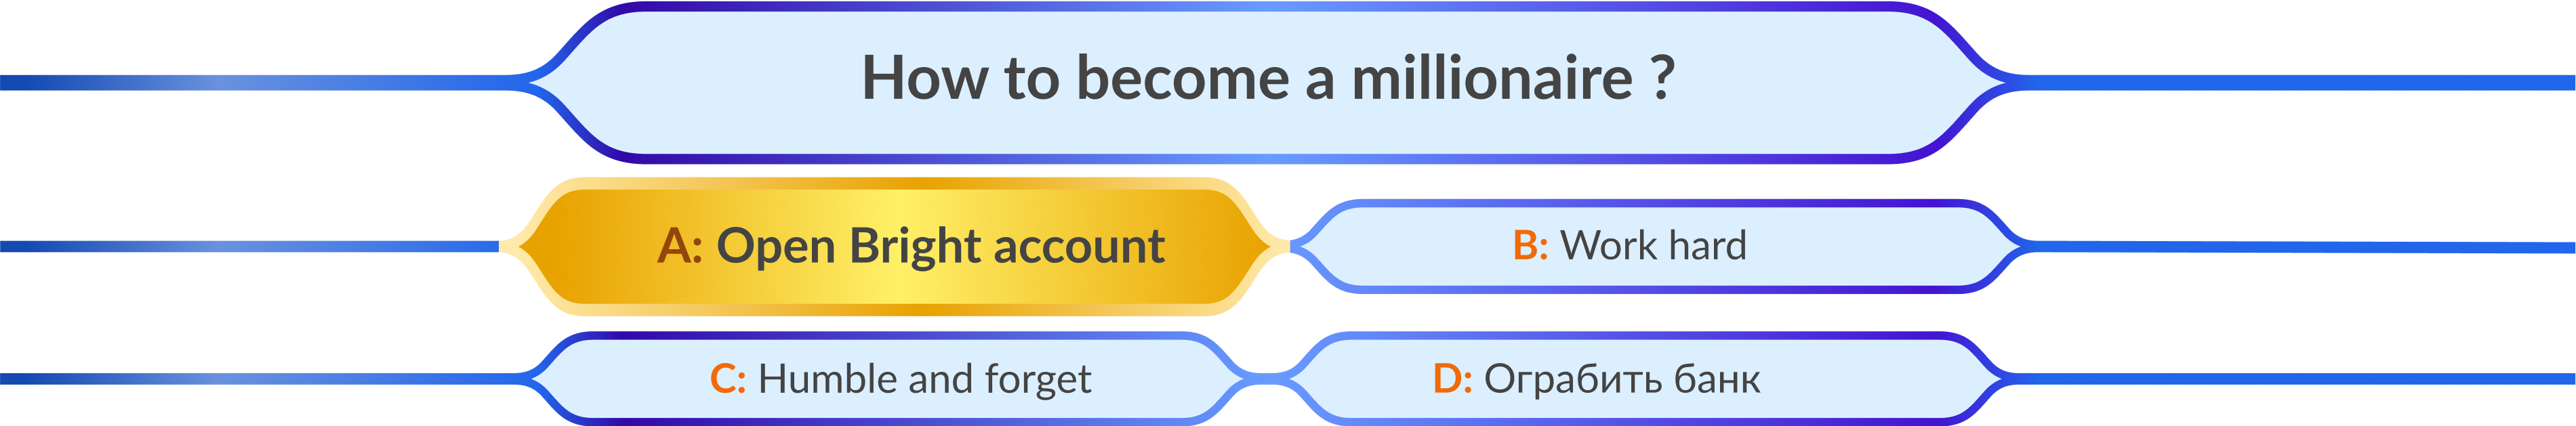 How to become a millionaire ?
A: Open Bright account
B: Work hard
C: Humble and forget
D: Ограбить банк